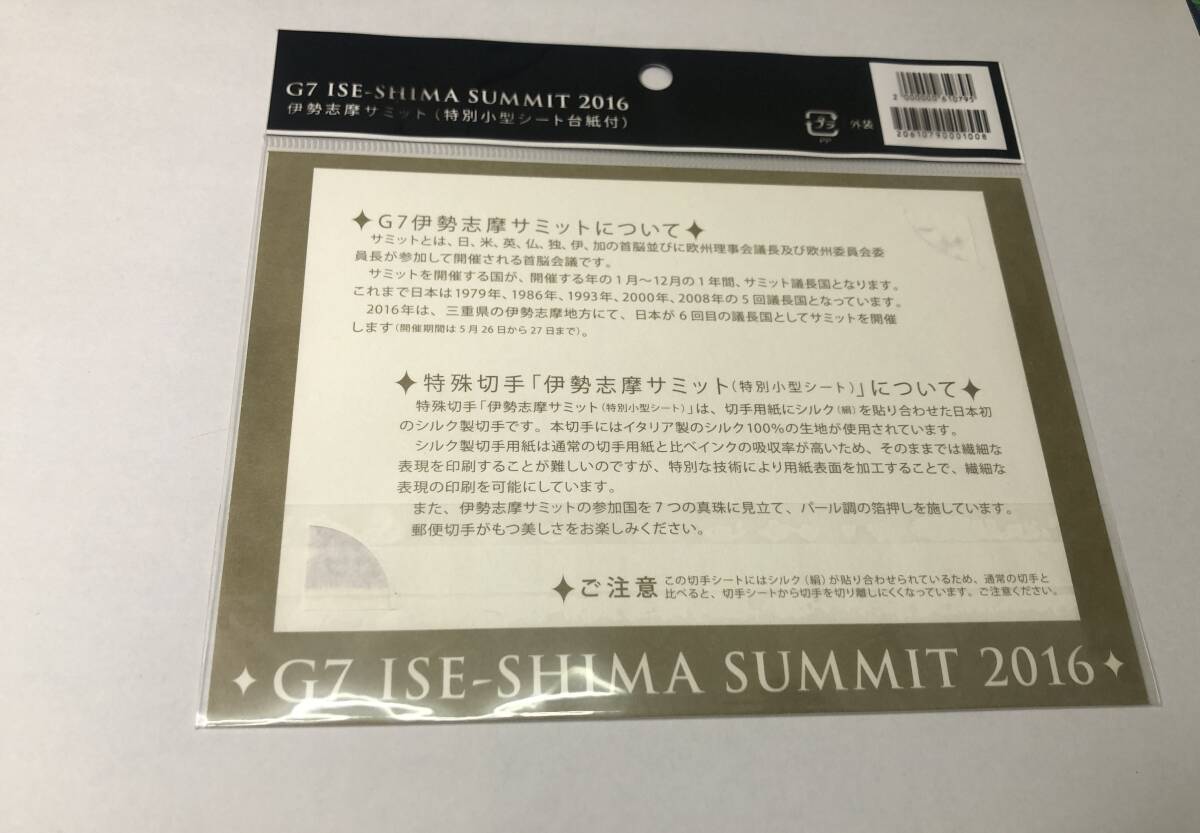 G7 ISE-SHIMA SUMMIT 2016
伊勢志摩サミット（特別小型シート台紙付）
プラ
PP
外装
2 000000 610795
20610790001008
G7伊勢志摩サミットについて
サミットとは、日、米、英、仏、独、伊、加の首脳並びに欧州理事会議長及び欧州委員会委
員長が参加して開催される首脳会議です。
サミットを開催する国が、開催する年の1月〜12月の1年間、サミット議長国となります。
これまで日本は1979年、1986年、1993年、2000年、2008年の5回議長国となっています。
2016年は、三重県の伊勢志摩地方にて、日本が6回目の議長国としてサミットを開催
します（開催期間は5月26日から27日まで）。
特殊切手「伊勢志摩サミット（特別小型シート）」について
特殊切手「伊勢志摩サミット（特別小型シート）」は、切手用紙にシルク（絹）を貼り合わせた日本初
のシルク製切手です。本切手にはイタリア製のシルク100%の生地が使用されています。
シルク製切手用紙は通常の切手用紙と比べインクの吸収率が高いため、そのままでは繊細な
表現を印刷することが難しいのですが、特別な技術により用紙表面を加工することで、繊細な
表現の印刷を可能にしています。
また、伊勢志摩サミットの参加国を7つの真珠に見立て、パール調の箔押しを施しています。
郵便切手がもつ美しさをお楽しみください。
ご注意 この切手シートにはシルク（絹）が貼り合わせられているため、通常の切手と
比べると、切手シートから切手を切り離しにくくなっています。ご注意ください。
G7 ISE-SHIMA SUMMIT 2016